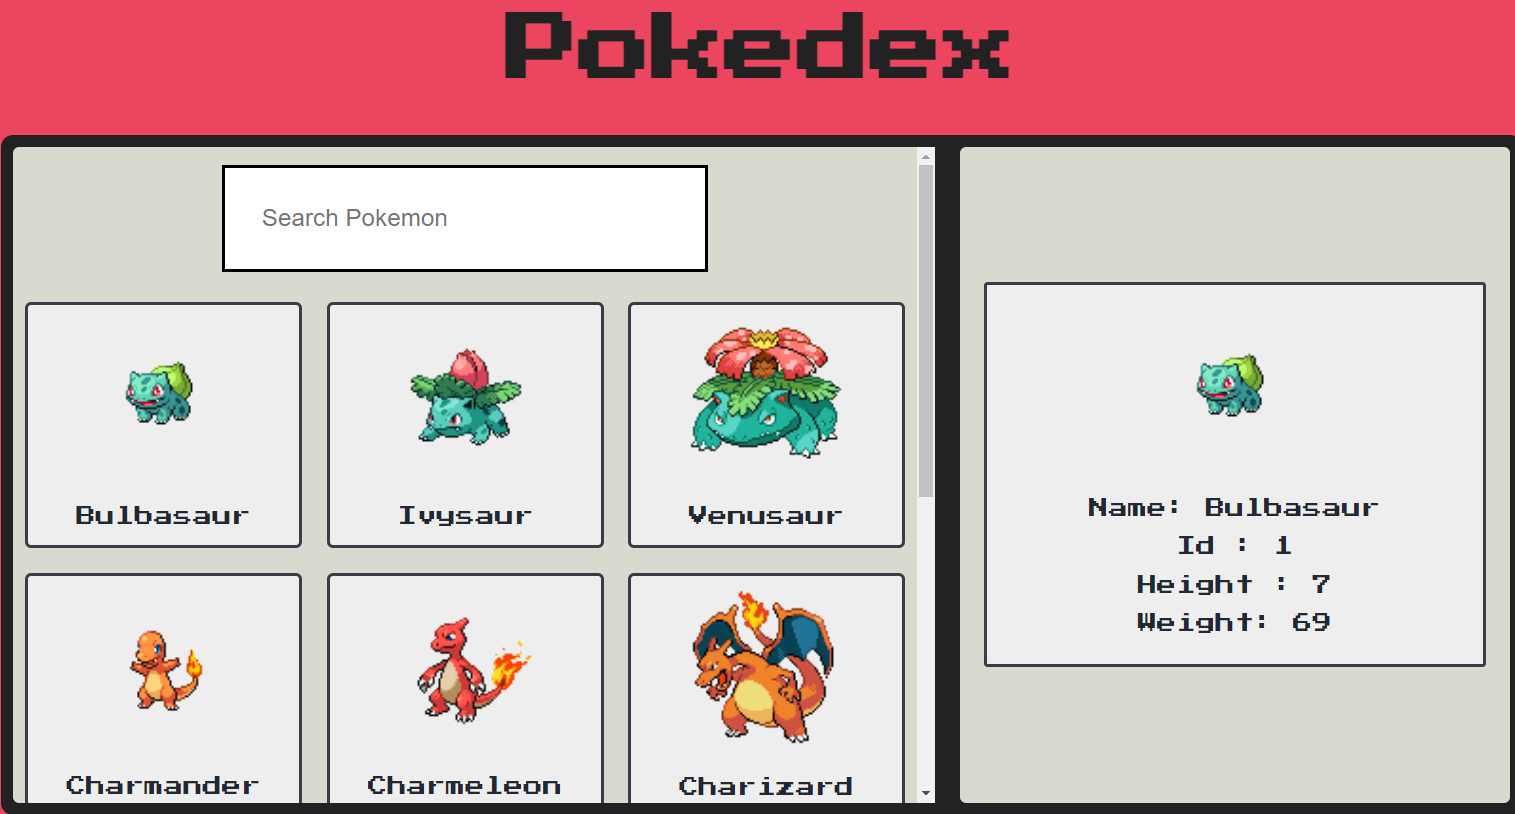 Pokedex
Search Pokemon
Bulbasaur
Ivysaur
Venusaur
Charmander
Charmeleon
Charizard
Name: Bulbasaur
Id : 1
Height : 7
Weight: 69